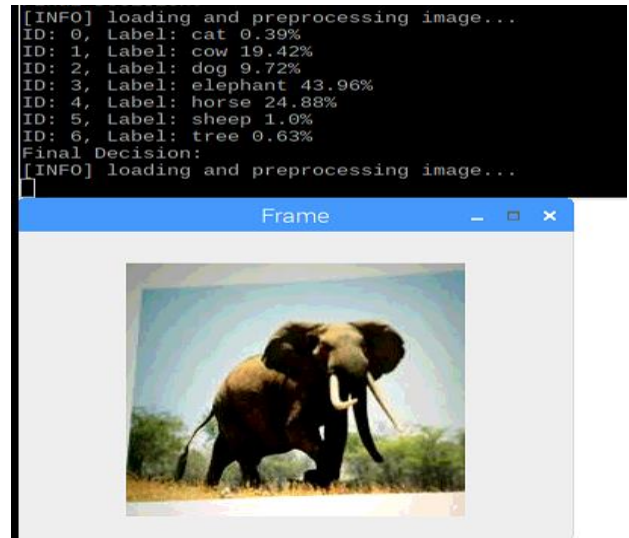 [INFO] loading and preprocessing image...
ID: 0, Label: cat 0.39%
ID: 1, Label: cow 19.42%
ID: 2, Label: dog 9.72%
ID: 3, Label: elephant 43.96%
ID: 4, Label: horse 24.88%
ID: 5, Label: sheep 1.0%
ID: 6, Label: tree 0.63%
Final Decision:
[INFO] loading and preprocessing image...
Frame